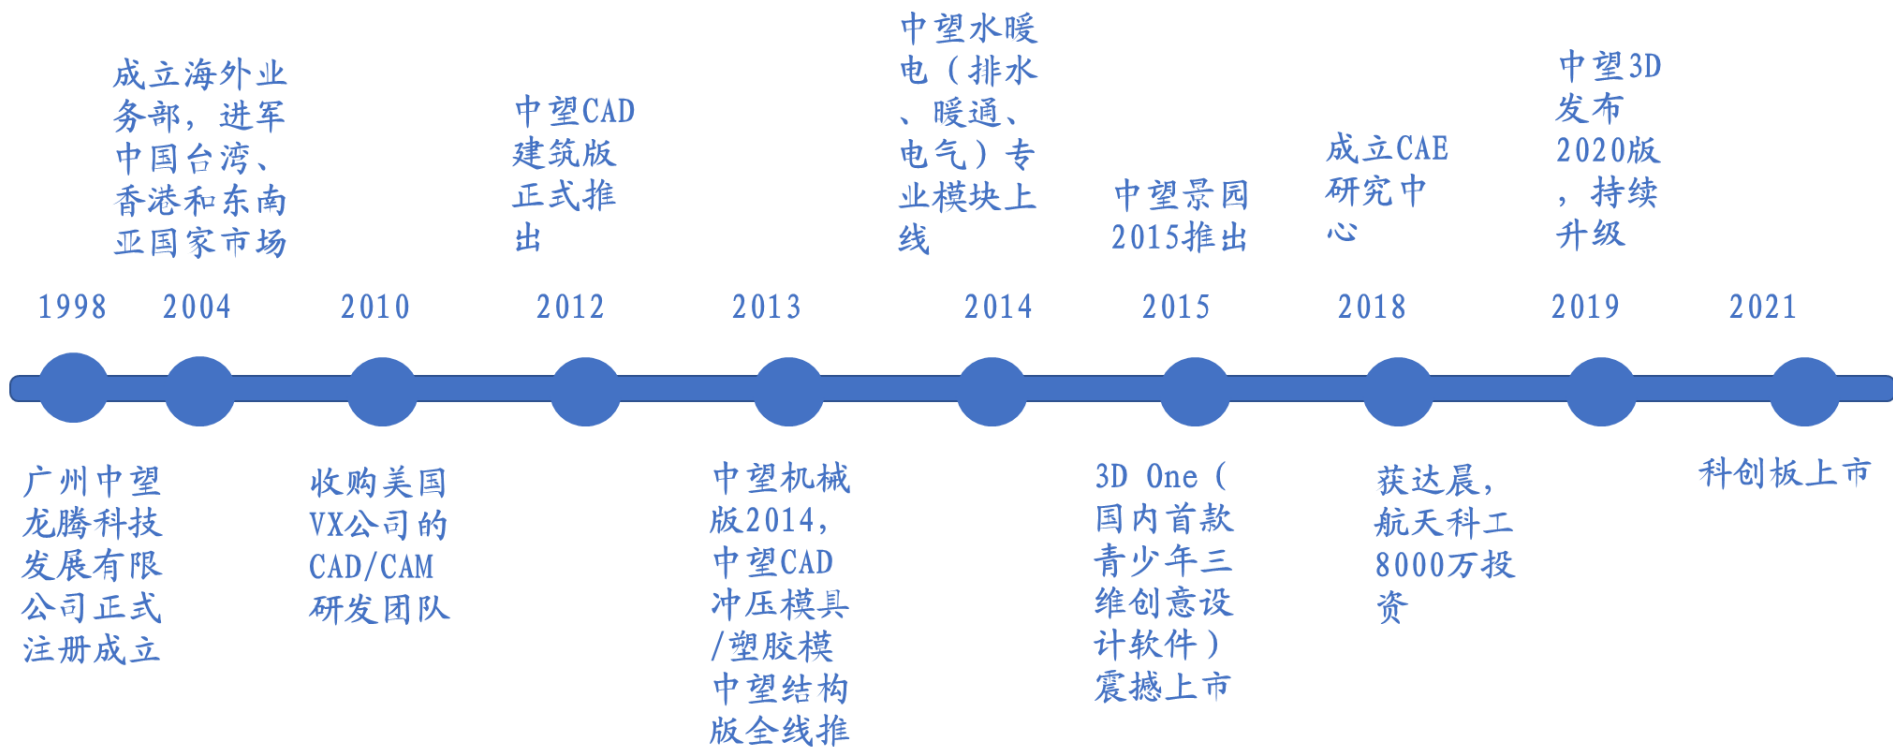 成立海外业
务部，进军
中国台湾、
香港和东南
亚国家市场
中望CAD
建筑版
正式推
出
中望水暖
电（排水
、暖通、
电气）专
业模块上
线
中望景园
2015推出
成立CAE
研究中
心
中望3D
发布
2020版
，持续
升级
1998
2004
2010
2012
2013
2014
2015
2018
2019
2021
广州中望
龙腾科技
发展有限
公司正式
注册成立
收购美国
VX公司的
CAD/CAM
研发团队
中望机械
版2014，
中望CAD
冲压模具
/塑胶模
中望结构
版全线推
3D One（
国内首款
青少年三
维创意设
计软件）
震撼上市
获达晨，
航天科工
8000万投
资
科创板上市